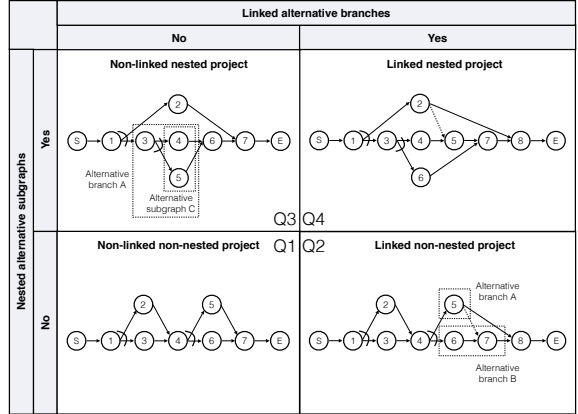 Linked alternative branches
No
Yes
Nested alternative subgraphs
Yes
No
Non-linked nested project
S 1 2 3 4 5 6 7 E
Alternative
branch A
Alternative
subgraph C
Q3
Linked nested project
S 1 2 3 4 5 6 7 8 E
Q4
Non-linked non-nested project
Q1
S 1 2 3 4 5 6 7 E
Q2
Linked non-nested project
S 1 2 3 4 5 6 7 8 E
Alternative
branch A
Alternative
branch B